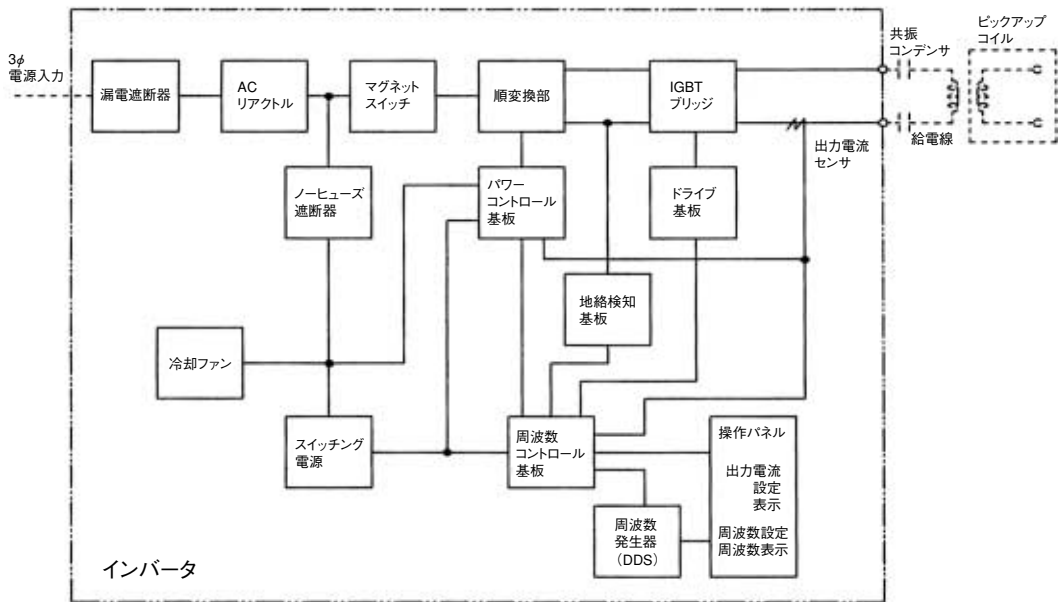 3φ
電源入力
漏電遮断器
AC
リアクトル
マグネット
スイッチ
順変換部
IGBT
ブリッジ
共振
コンデンサ
ピックアップ
コイル
給電線
出力電流
センサ
ノーヒューズ
遮断器
パワー
コントロール
基板
ドライブ
基板
地絡検知
基板
冷却ファン
スイッチング
電源
周波数
コントロール
基板
操作パネル
出力電流
設定
表示
周波数設定
周波数表示
周波数
発生器
（DDS）
インバータ